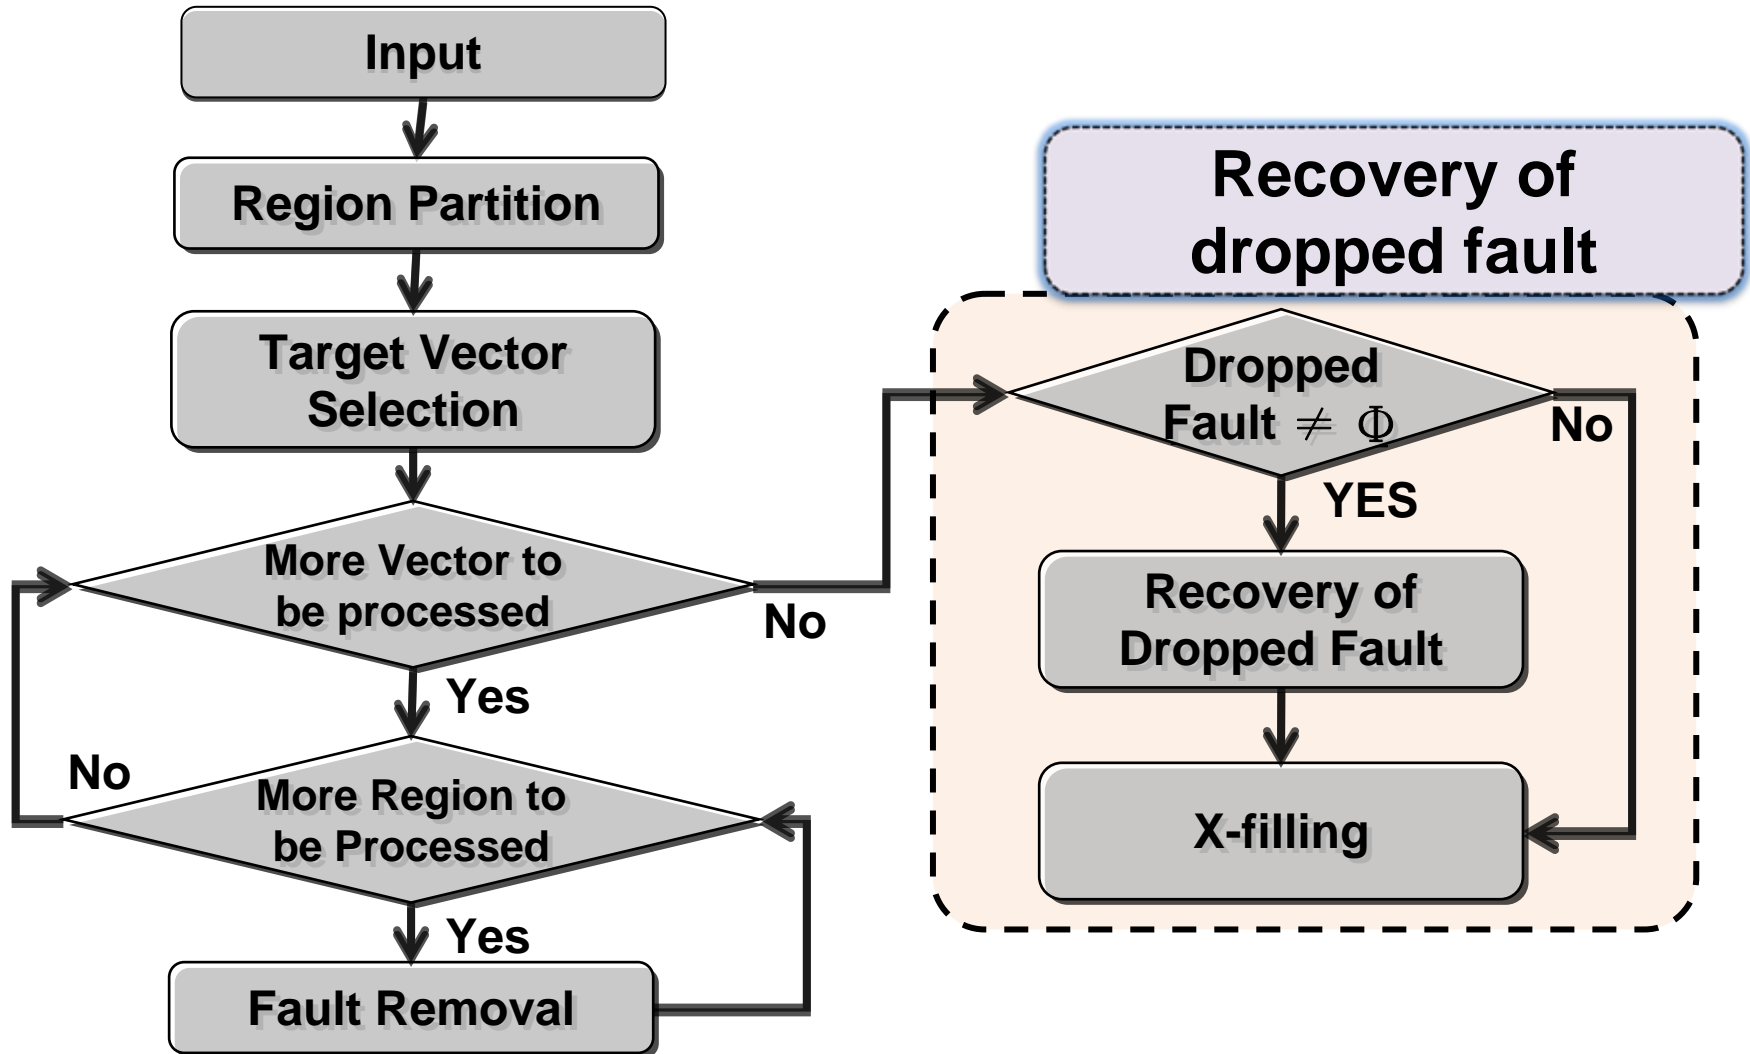 Input
Region Partition
Target Vector
Selection
More Vector to
be processed
No
Yes
No
More Region to
be Processed
Yes
Fault Removal
Recovery of
dropped fault
Dropped
Fault ≠ Φ
No
YES
Recovery of
Dropped Fault
X-filling